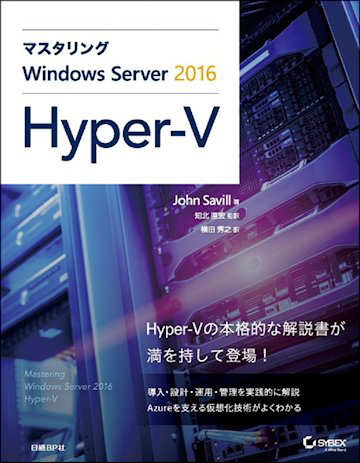 マスタリング
Windows Server 2016
Hyper-V
John Savill 著
知北 直宏 監訳
横田 秀之 訳
Hyper-Vの本格的な解説書が
満を持して登場！
Mastering
Windows Server 2016
Hyper-V
導入・設計・運用・管理を実践的に解説
Azureを支える仮想化技術がよくわかる
日経BP社
SYBEX
A Wiley Brand